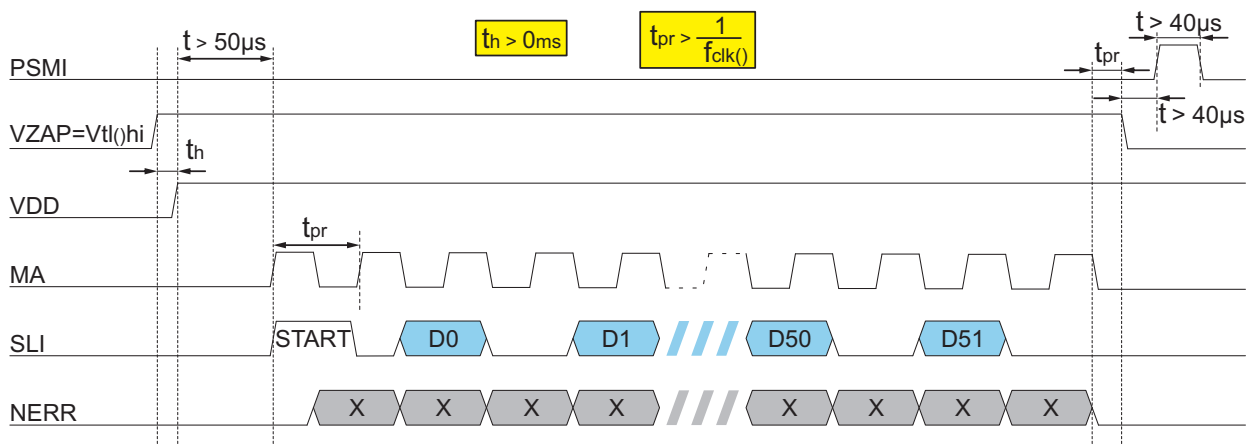 t > 50µs
th > 0ms
tpr > 1
fclk()
t > 40µs
PSMI
tpr
VZAP=Vtl()hi
t > 40µs
th
VDD
tpr
MA
START D0 D1 D50 D51
SLI
X X X X X X X X
NERR